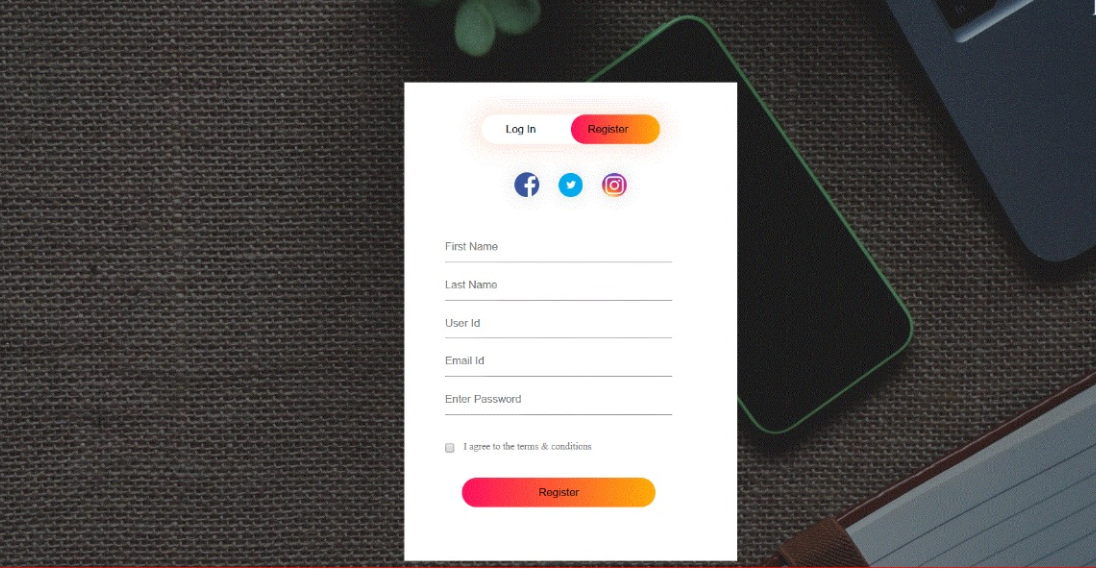 Log In Register
First Name
Last Name
User Id
Email Id
Enter Password
I agree to the terms & conditions
Register